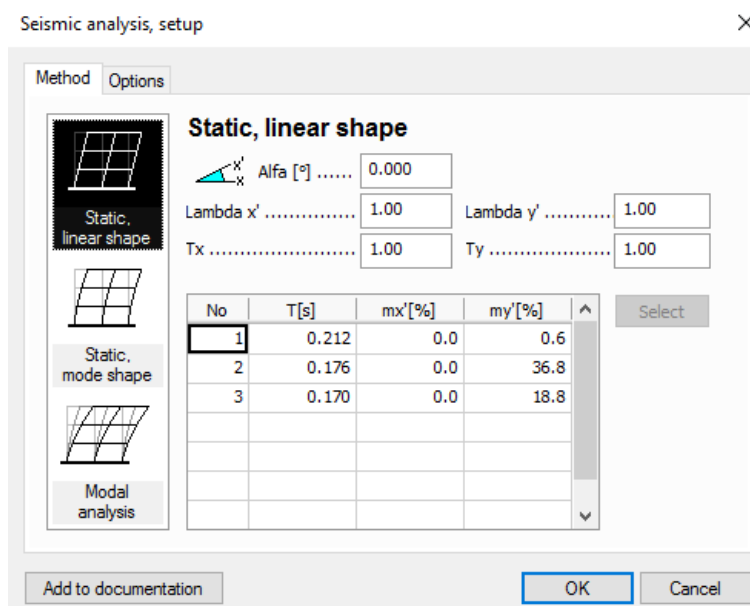 Seismic analysis, setup
Method Options
Static, linear shape
x'
x
Alfa [°] ...... 0.000
Lambda x' ............... 1.00 Lambda y' ........... 1.00
Tx ........................ 1.00 Ty .................... 1.00
Static,
linear shape
Static,
mode shape
Modal
analysis
No T[s] mx'[%] my'[%]
1 0.212 0.0 0.6
2 0.176 0.0 36.8
3 0.170 0.0 18.8
Select
Add to documentation OK Cancel